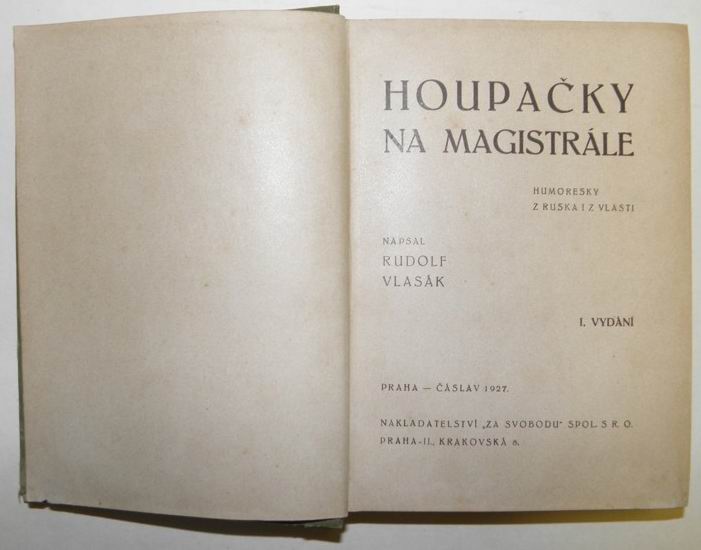 HOUPAČKY
NA MAGISTRÁLE
HUMORESKY
Z RUSKA I Z VLASTI
NAPSAL
RUDOLF
VLASÁK
I. VYDÁNÍ
PRAHA — ČÁSLAV 1927.
NAKLADATELSTVÍ „ZA SVOBODU" SPOL. S R. O.
PRAHA-II., KRAKOVSKÁ 8.